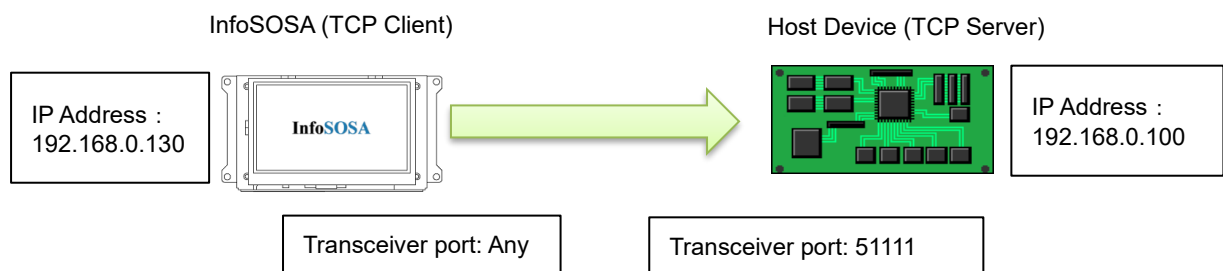 InfoSOSA (TCP Client)
Host Device (TCP Server)
IP Address：
192.168.0.130
InfoSOSA
IP Address：
192.168.0.100
Transceiver port: Any
Transceiver port: 51111